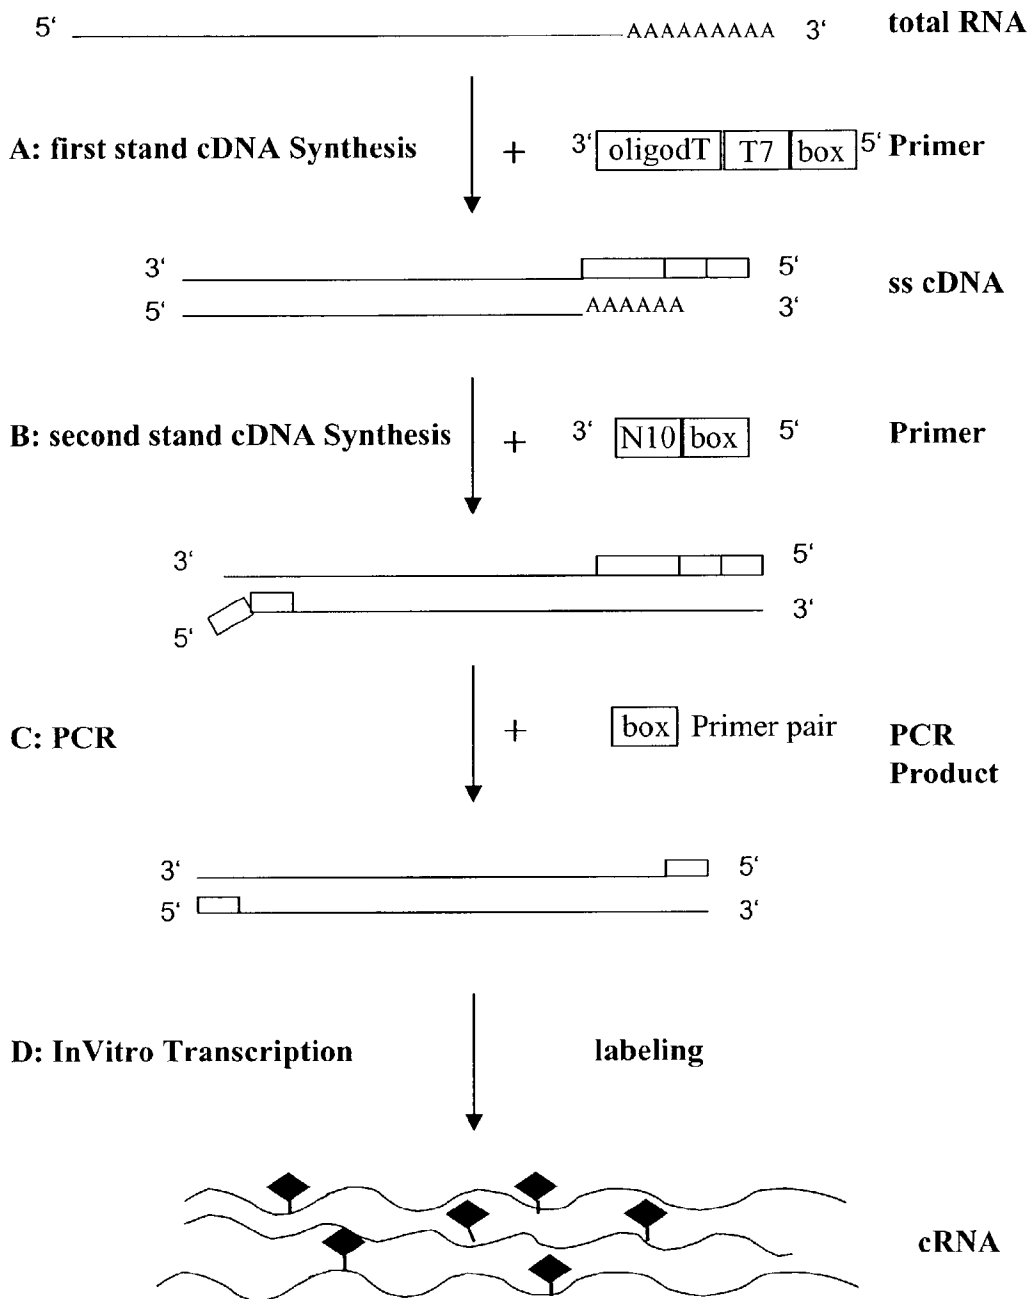 5‘ AAAAAAAAA 3‘ total RNA
A: first stand cDNA Synthesis + 3‘ oligodT T7 box 5‘ Primer
3‘ 5‘
ss cDNA
5‘ AAAAAA 3‘
B: second stand cDNA Synthesis + 3‘ N10 box 5‘ Primer
3‘ 5‘
5‘ 3‘
C: PCR + box Primer pair PCR
Product
3‘ 5‘
5‘ 3‘
D: InVitro Transcription labeling
cRNA